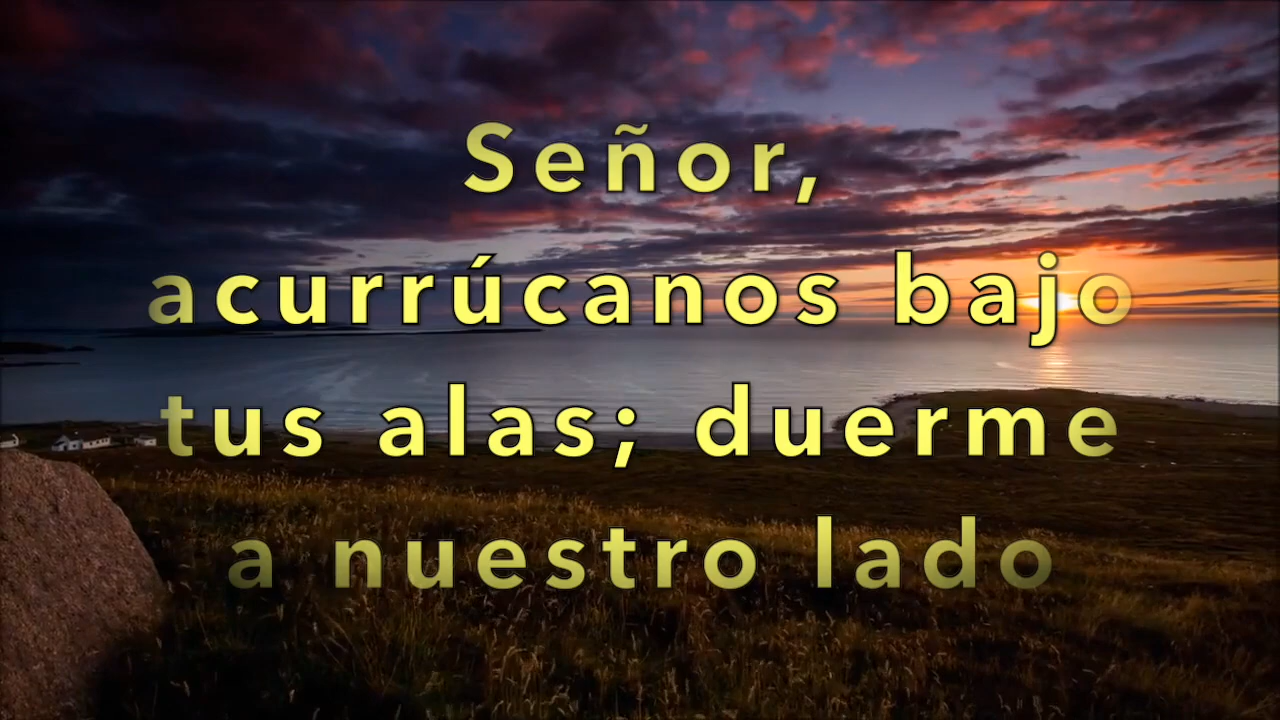 Señor,
acurrúcanos bajo
tus alas; duerme
a nuestro lado